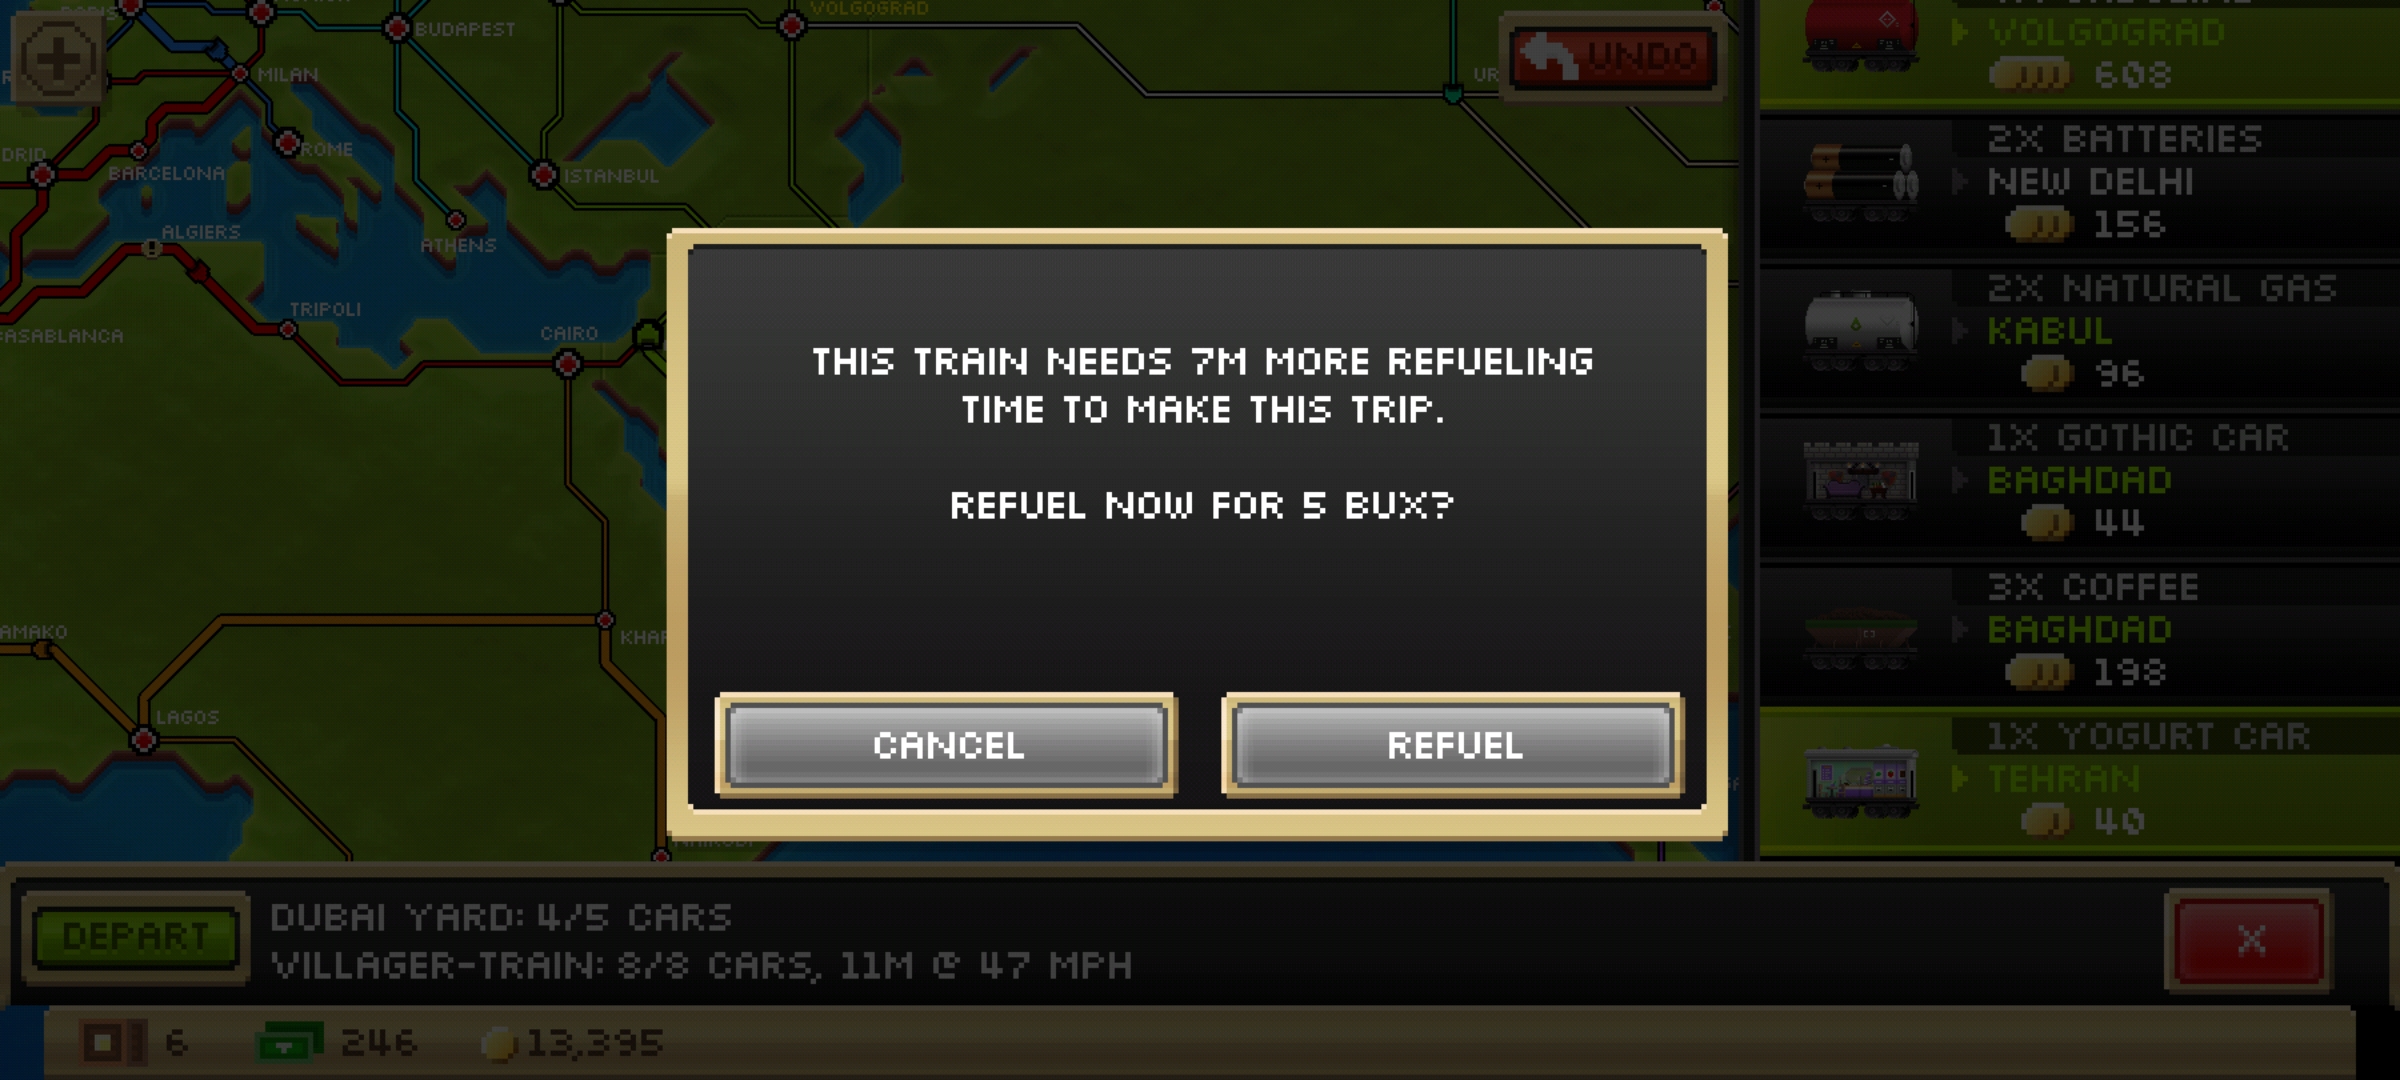 VOLGOGRAD
BUDAPEST
MILAN
UNDO
ROME
BARCELONA
ISTANBUL
ALGIERS
ATHENS
TRIPOLI
CAIRO
LAGOS
VOLGOGRAD
608
2X BATTERIES
NEW DELHI
156
2X NATURAL GAS
KABUL
96
1X GOTHIC CAR
BAGHDAD
44
3X COFFEE
BAGHDAD
198
1X YOGURT CAR
TEHRAN
40
THIS TRAIN NEEDS 7M MORE REFUELING
TIME TO MAKE THIS TRIP.
REFUEL NOW FOR 5 BUX?
CANCEL
REFUEL
DEPART
DUBAI YARD: 4/5 CARS
VILLAGER-TRAIN: 8/8 CARS, 11M @ 47 MPH
X
6
246
13,395